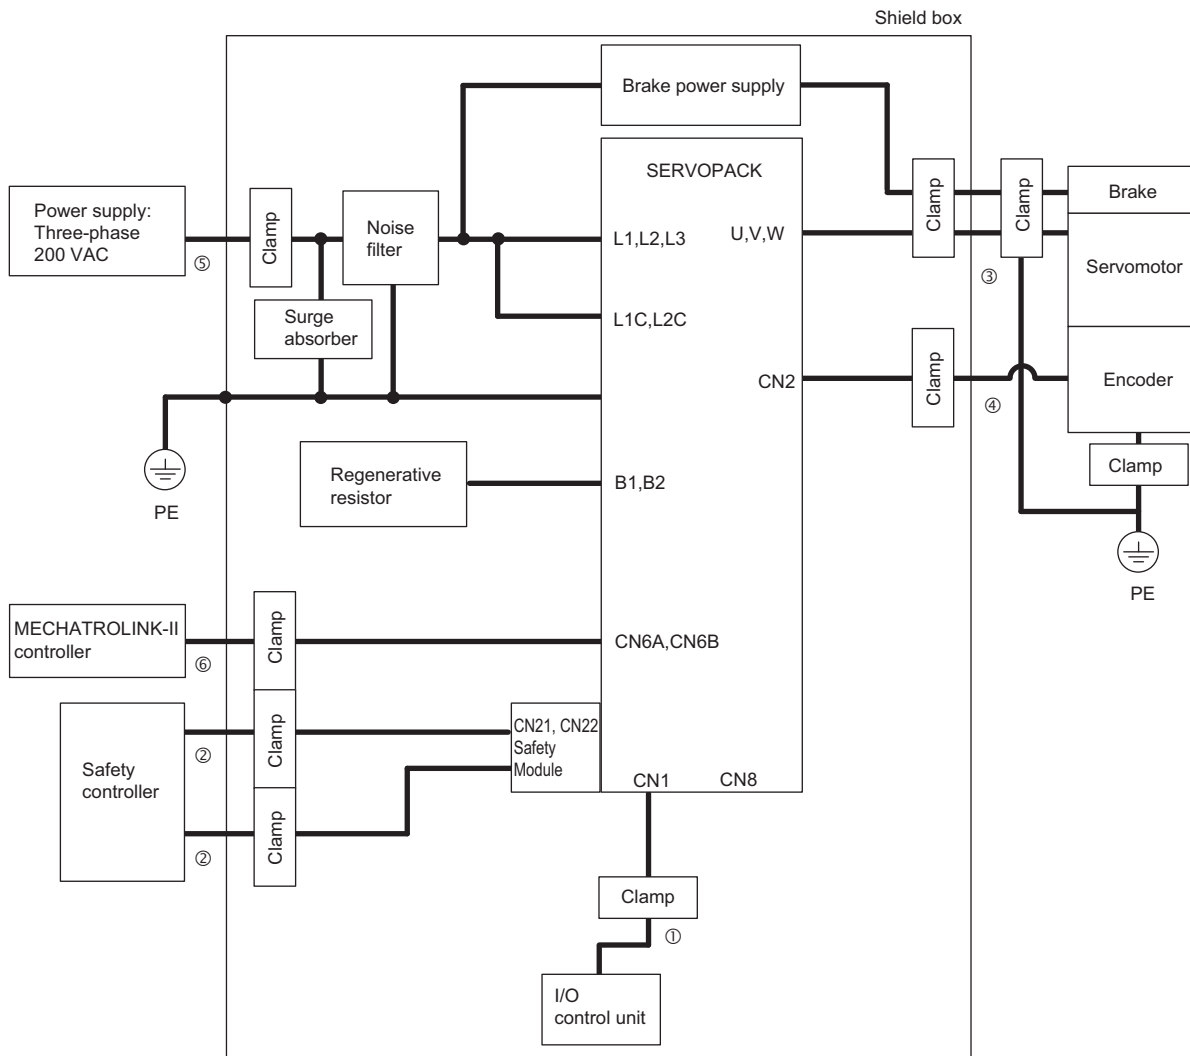 Shield box
Brake power supply
SERVOPACK
Power supply:
Three-phase
200 VAC
⑤
Clamp
Noise
filter
L1,L2,L3
U,V,W
Clamp
Clamp
Brake
Servomotor
③
Surge
absorber
L1C,L2C
CN2
Clamp
④
Encoder
Clamp
PE
Regenerative
resistor
B1,B2
PE
MECHATROLINK-II
controller
⑥
Clamp
CN6A,CN6B
Safety
controller
②
Clamp
CN21, CN22
Safety
Module
②
Clamp
CN1
CN8
Clamp
①
I/O
control unit